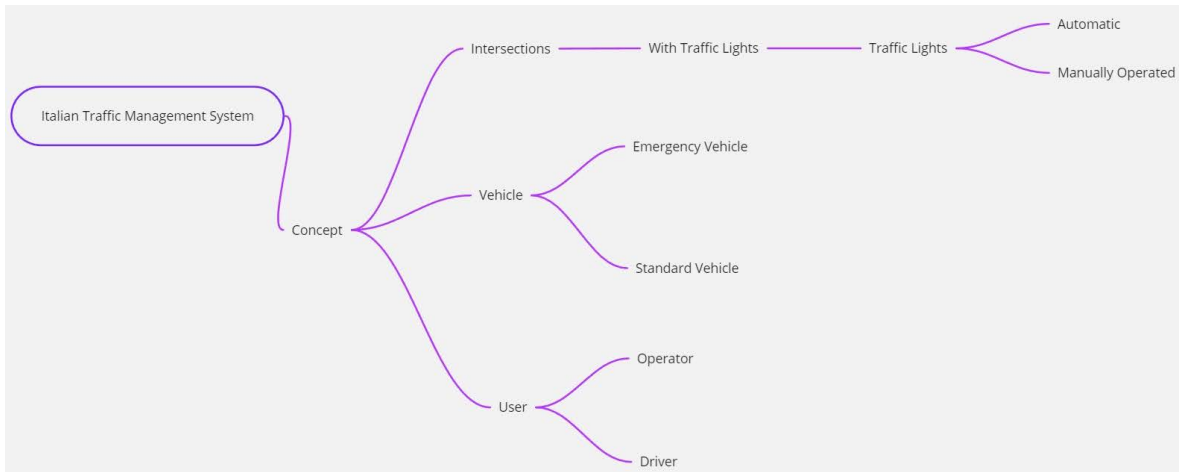 Italian Traffic Management System
Concept
Intersections
With Traffic Lights
Traffic Lights
Automatic
Manually Operated
Vehicle
Emergency Vehicle
Standard Vehicle
User
Operator
Driver